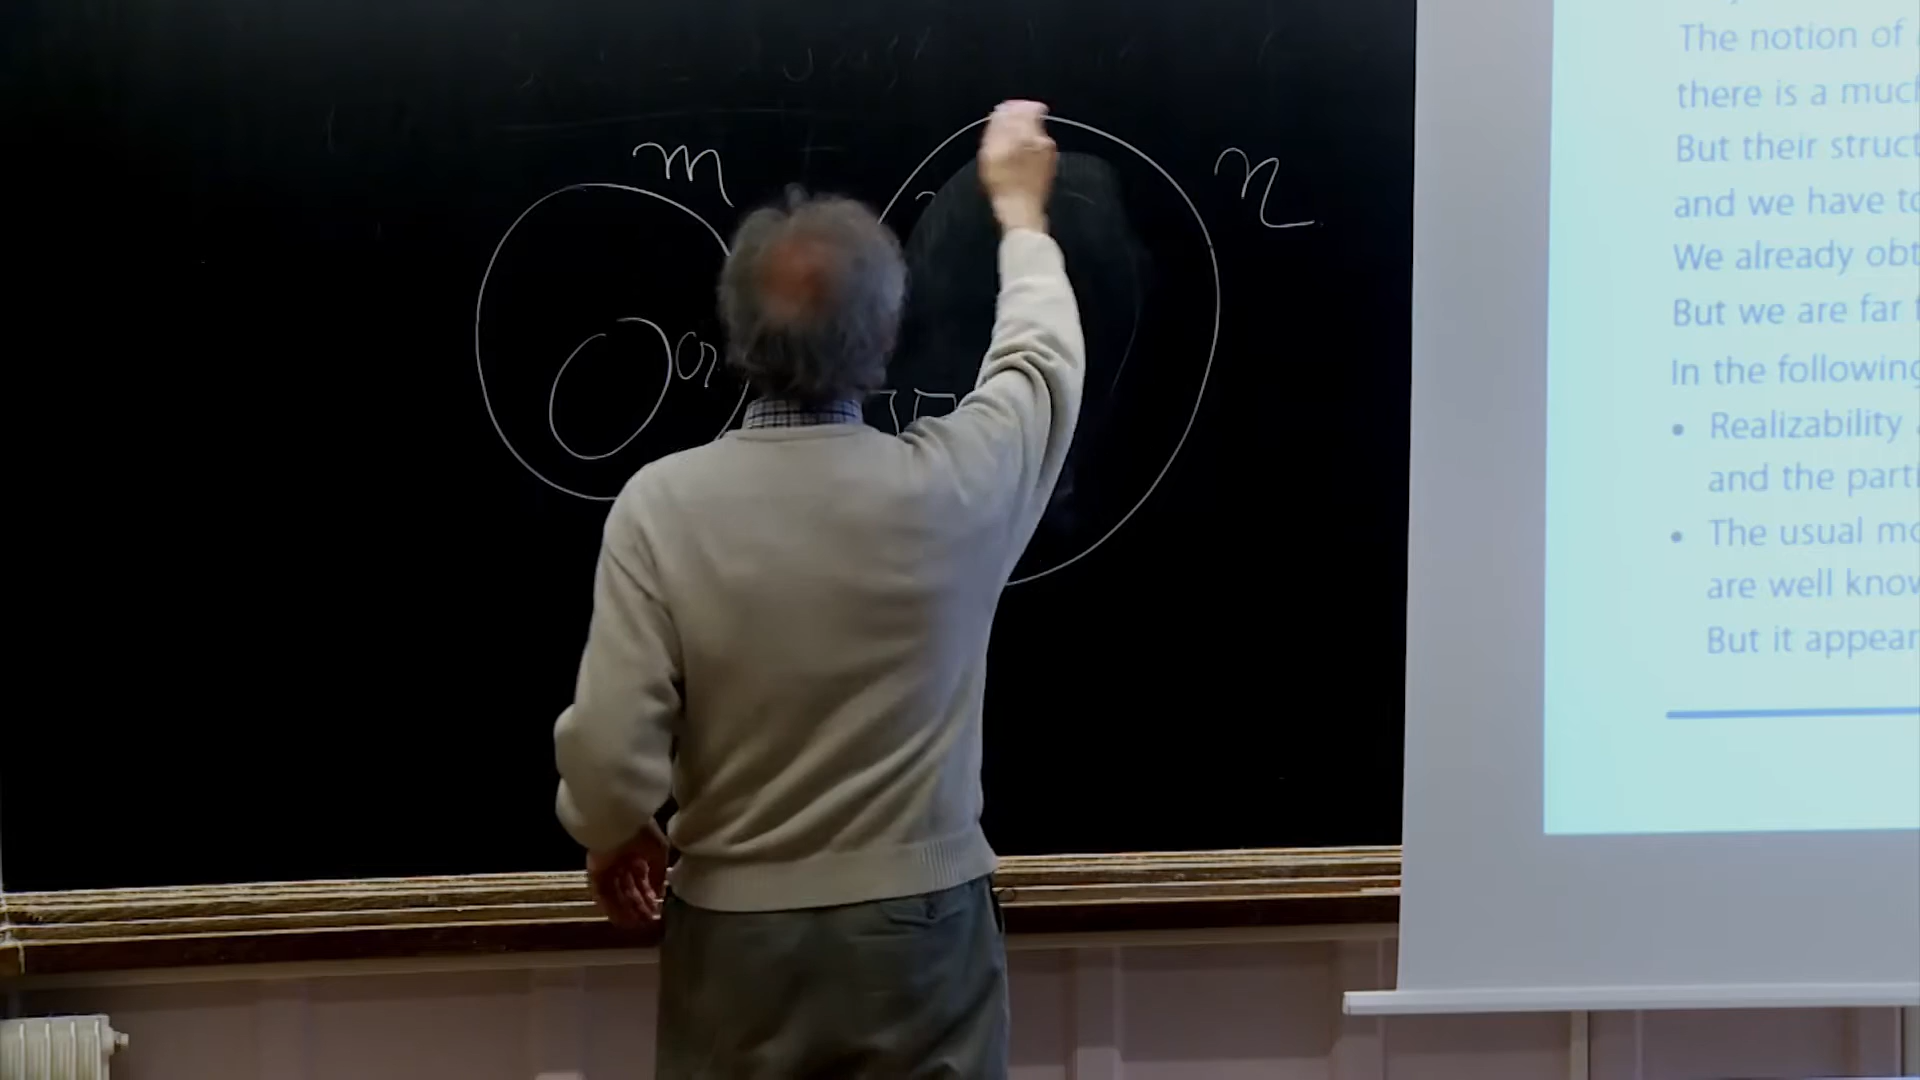 m
n
The notion of
there is a much
But their struct
and we have to
We already obt
But we are far f
In the following
• Realizability
and the parti
• The usual mo
are well know
But it appear